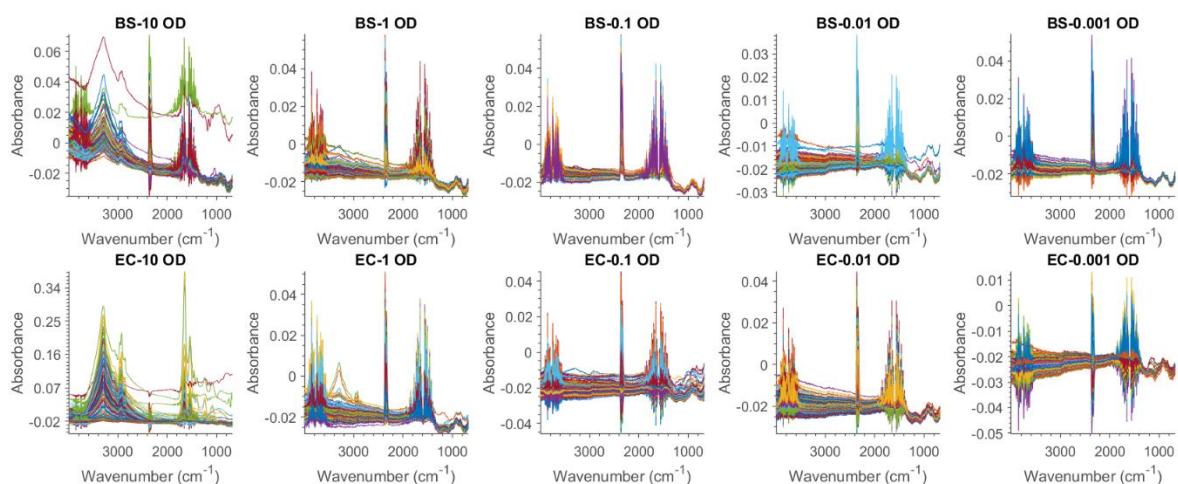 BS-10 OD
BS-1 OD
BS-0.1 OD
BS-0.01 OD
BS-0.001 OD
Absorbance
0.06
0.04
0.02
0
-0.02
3000 2000 1000
Wavenumber (cm⁻¹)
Absorbance
0.04
0.02
0
-0.02
3000 2000 1000
Wavenumber (cm⁻¹)
Absorbance
0.04
0.02
0
-0.02
3000 2000 1000
Wavenumber (cm⁻¹)
Absorbance
0.03
0.02
0.01
0
-0.01
-0.02
-0.03
3000 2000 1000
Wavenumber (cm⁻¹)
Absorbance
0.04
0.02
0
-0.02
3000 2000 1000
Wavenumber (cm⁻¹)
EC-10 OD
EC-1 OD
EC-0.1 OD
EC-0.01 OD
EC-0.001 OD
Absorbance
0.34
0.25
0.16
0.07
-0.02
3000 2000 1000
Wavenumber (cm⁻¹)
Absorbance
0.04
0.02
0
-0.02
3000 2000 1000
Wavenumber (cm⁻¹)
Absorbance
0.04
0.02
0
-0.02
-0.04
3000 2000 1000
Wavenumber (cm⁻¹)
Absorbance
0.04
0.02
0
-0.02
3000 2000 1000
Wavenumber (cm⁻¹)
Absorbance
0.01
0
-0.01
-0.02
-0.03
-0.04
-0.05
3000 2000 1000
Wavenumber (cm⁻¹)